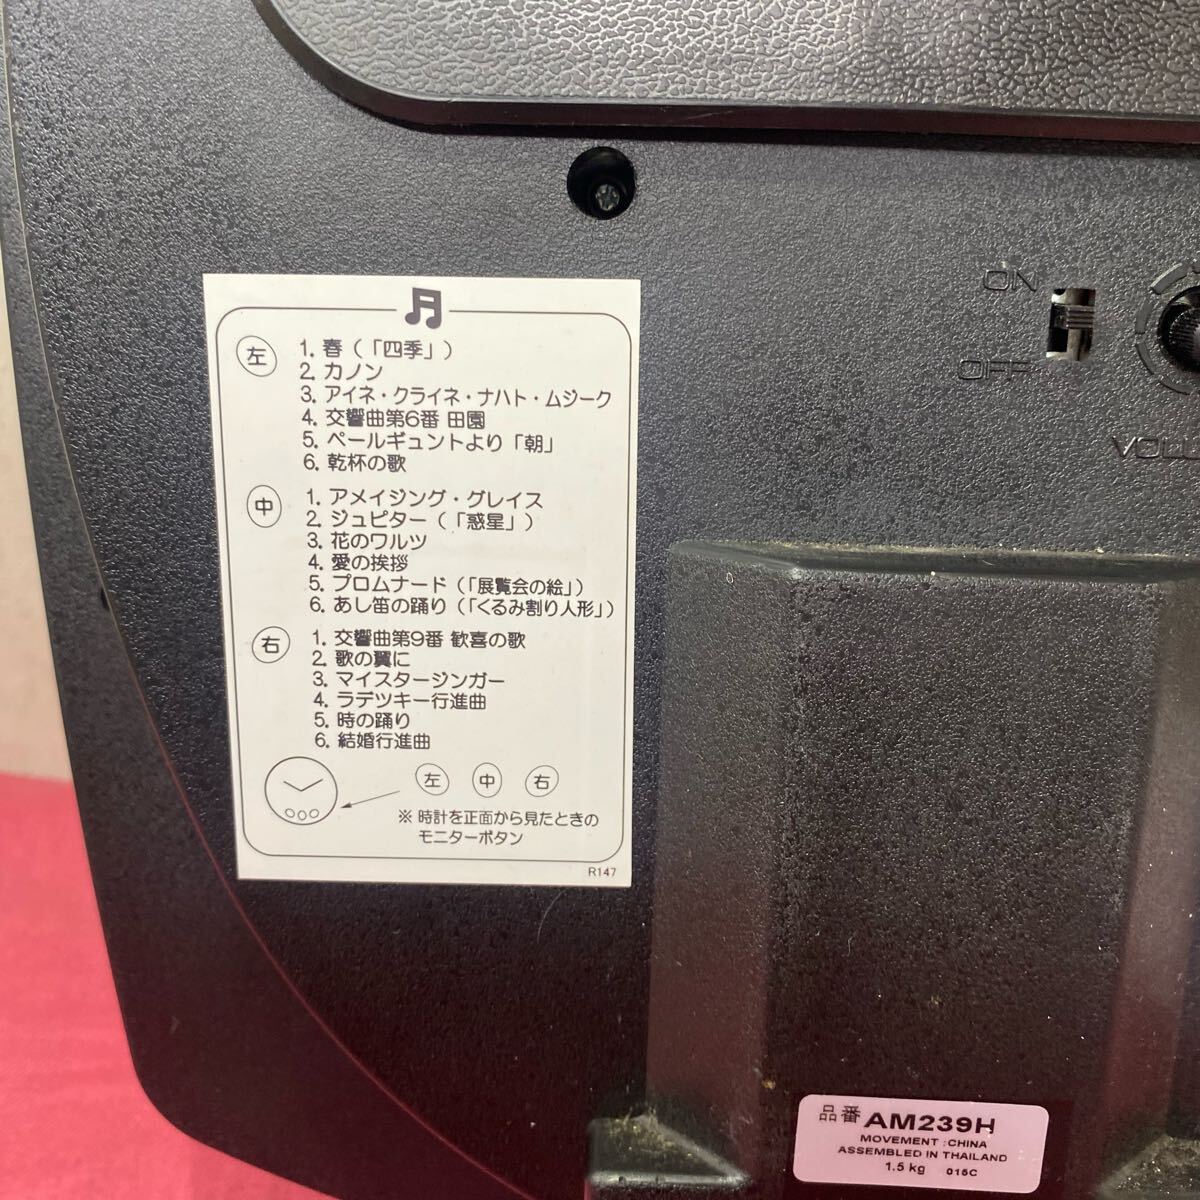 左
1. 春（「四季」）
2. カノン
3. アイネ・クライネ・ナハト・ムジーク
4. 交響曲第6番 田園
5. ペールギュントより「朝」
6. 乾杯の歌
中
1. アメイジング・グレイス
2. ジュピター（「惑星」）
3. 花のワルツ
4. 愛の挨拶
5. プロムナード（「展覧会の絵」）
6. あし笛の踊り（「くるみ割り人形」）
右
1. 交響曲第9番 歓喜の歌
2. 歌の翼に
3. マイスタージンガー
4. ラデツキー行進曲
5. 時の踊り
6. 結婚行進曲
左 中 右
※ 時計を正面から見たときの
モニターボタン
R147
ON
OFF
VOLU
品番 AM239H
MOVEMENT :CHINA
ASSEMBLED IN THAILAND
1.5 kg 015C